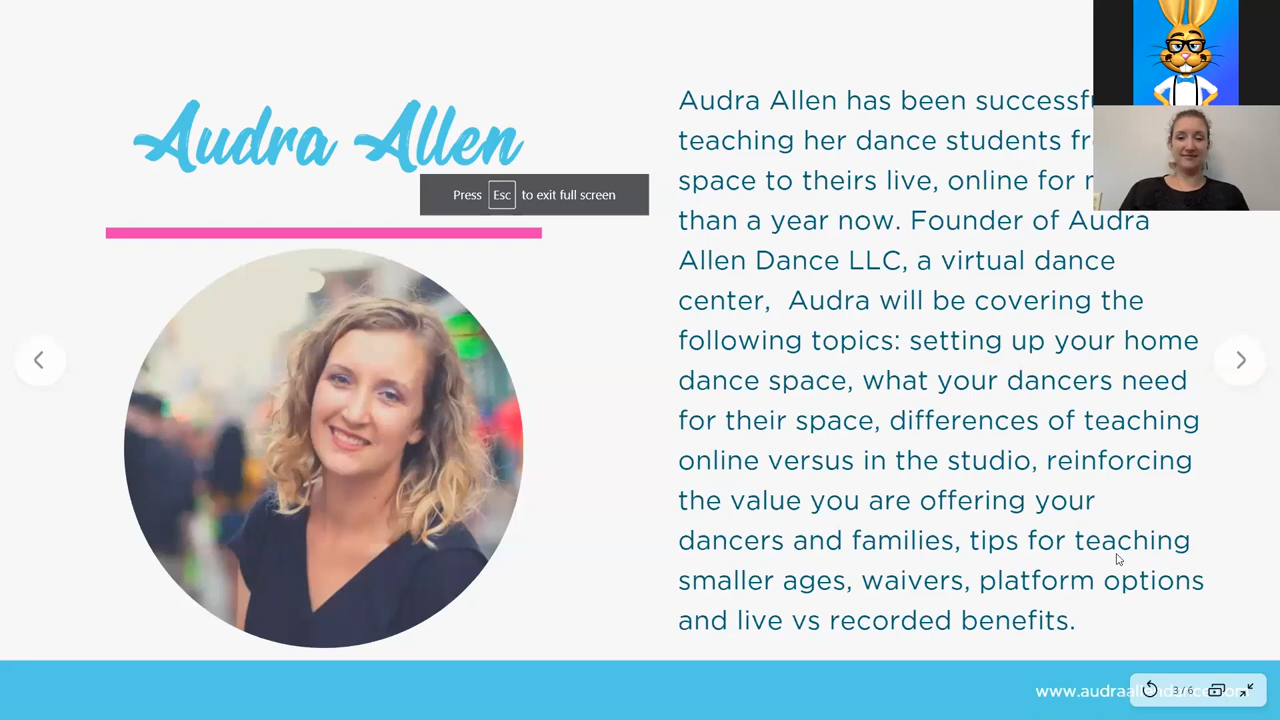 Audra Allen
Press Esc to exit full screen
Audra Allen has been
teaching her dance students
space to theirs live, online for
than a year now. Founder of Audra
Allen Dance LLC, a virtual dance
center, Audra will be covering the
following topics: setting up your home
dance space, what your dancers need
for their space, differences of teaching
online versus in the studio, reinforcing
the value you are offering your
dancers and families, tips for teaching
smaller ages, waivers, platform options
and live vs recorded benefits.
3/6